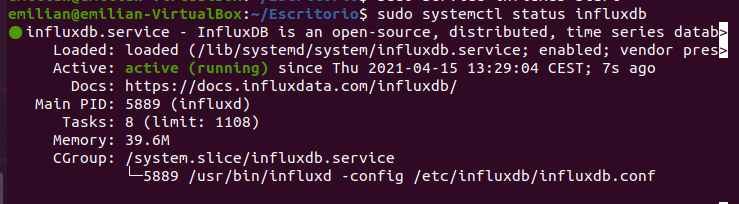 emilian@emilian-VirtualBox:~/Escritorio$ sudo systemctl status influxdb
● influxdb.service - InfluxDB is an open-source, distributed, time series datab>
Loaded: loaded (/lib/systemd/system/influxdb.service; enabled; vendor pres>
Active: active (running) since Thu 2021-04-15 13:29:04 CEST; 7s ago
Docs: https://docs.influxdata.com/influxdb/
Main PID: 5889 (influxd)
Tasks: 8 (limit: 1108)
Memory: 39.6M
CGroup: /system.slice/influxdb.service
└─5889 /usr/bin/influxd -config /etc/influxdb/influxdb.conf